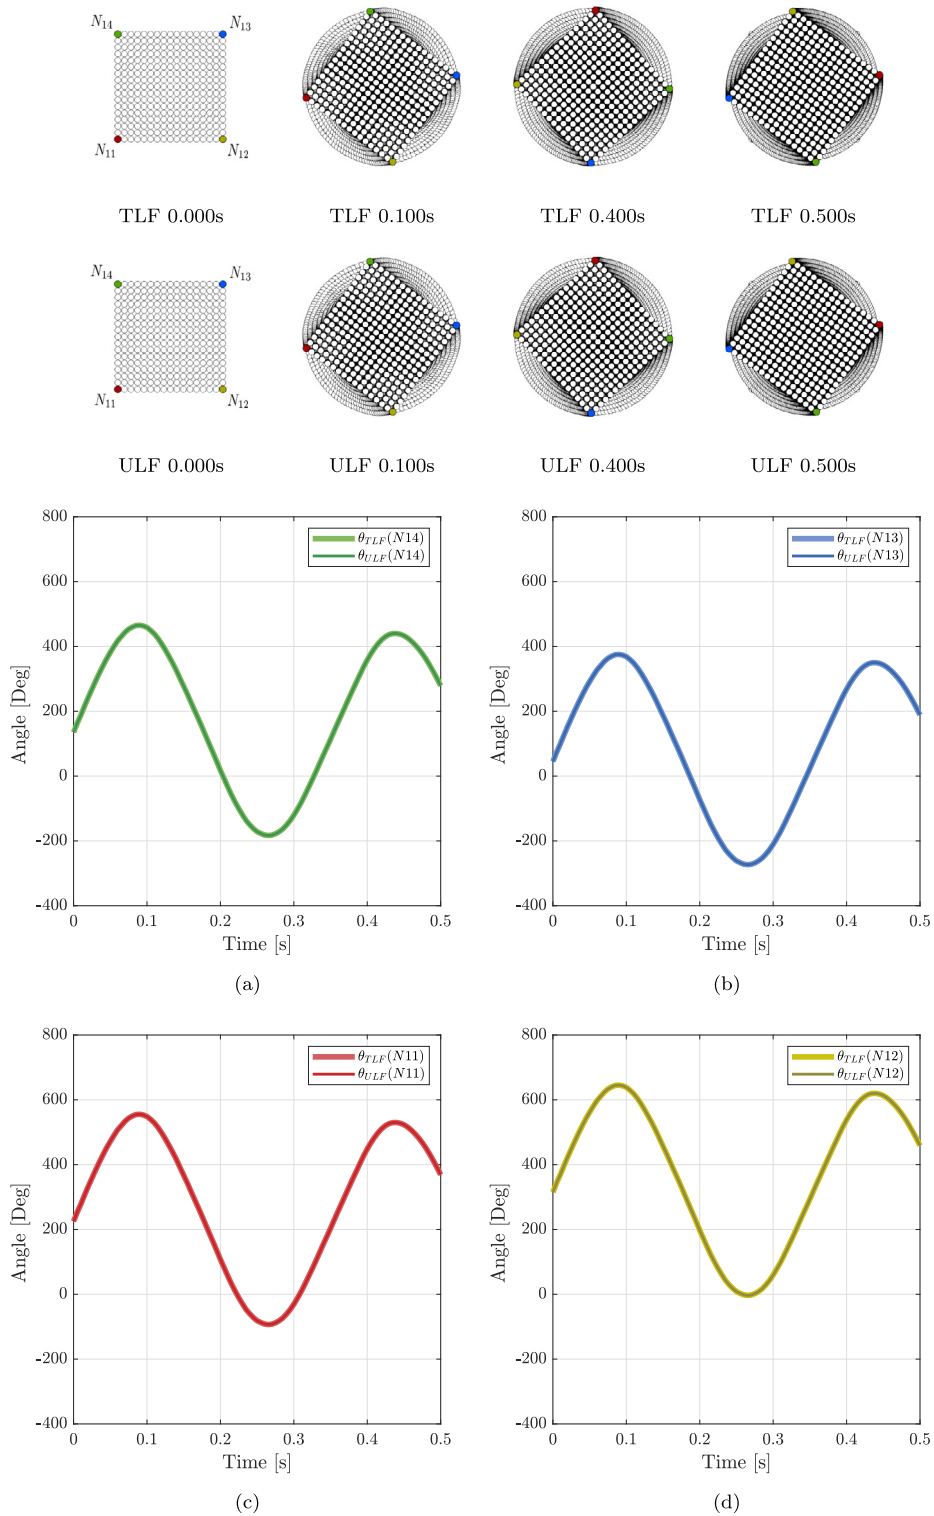 N14 N13
N11 N12
TLF 0.000s TLF 0.100s TLF 0.400s TLF 0.500s
N14 N13
N11 N12
ULF 0.000s ULF 0.100s ULF 0.400s ULF 0.500s
800
600
400
200
0
-200
-400
0 0.1 0.2 0.3 0.4 0.5
Angle [Deg]
Time [s]
θTLF(N14)
θULF(N14)
(a)
800
600
400
200
0
-200
-400
0 0.1 0.2 0.3 0.4 0.5
Angle [Deg]
Time [s]
θTLF(N13)
θULF(N13)
(b)
800
600
400
200
0
-200
-400
0 0.1 0.2 0.3 0.4 0.5
Angle [Deg]
Time [s]
θTLF(N11)
θULF(N11)
(c)
800
600
400
200
0
-200
-400
0 0.1 0.2 0.3 0.4 0.5
Angle [Deg]
Time [s]
θTLF(N12)
θULF(N12)
(d)